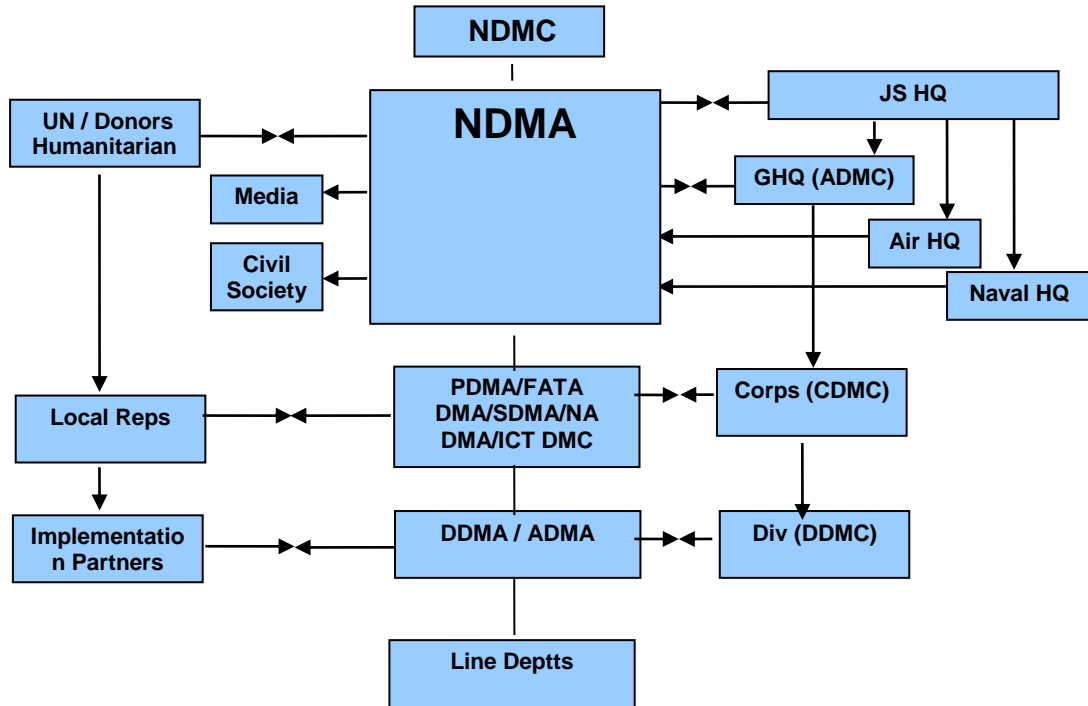 NDMC
UN / Donors
Humanitarian
NDMA
JS HQ
Media
GHQ (ADMC)
Civil
Society
Air HQ
Naval HQ
Local Reps
PDMA/FATA
DMA/SDMA/NA
DMA/ICT DMC
Corps (CDMC)
Implementatio
n Partners
DDMA / ADMA
Div (DDMC)
Line Deptts